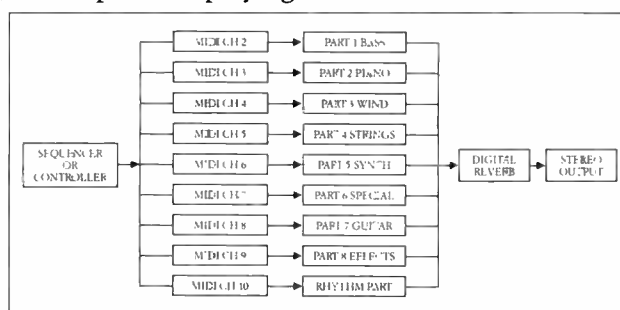 MIDI CH 2
PART 1 BASS
MIDI CH 3
PART 2 PIANO
MIDI CH 4
PART 3 WIND
MIDI CH 5
PART 4 STRINGS
SEQUENCER
OR
CONTROLLER
MIDI CH 6
PART 5 SYNTH
DIGITAL
REVERB
STEREO
OUTPUT
MIDI CH 7
PART 6 SPECIAL
MIDI CH 8
PART 7 GUITAR
MIDI CH 9
PART 8 EFFECTS
MIDI CH 10
RHYTHM PART